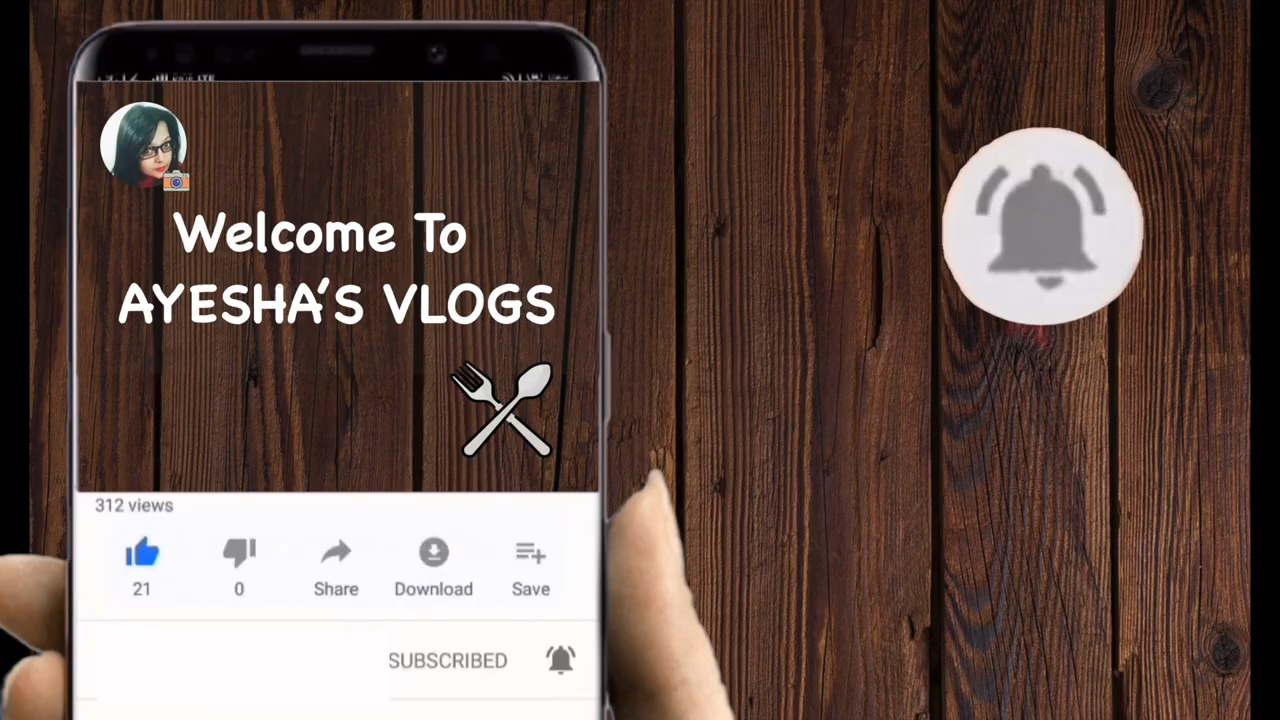 Welcome To
AYESHA'S VLOGS
312 views
21
0
Share
Download
Save
SUBSCRIBED